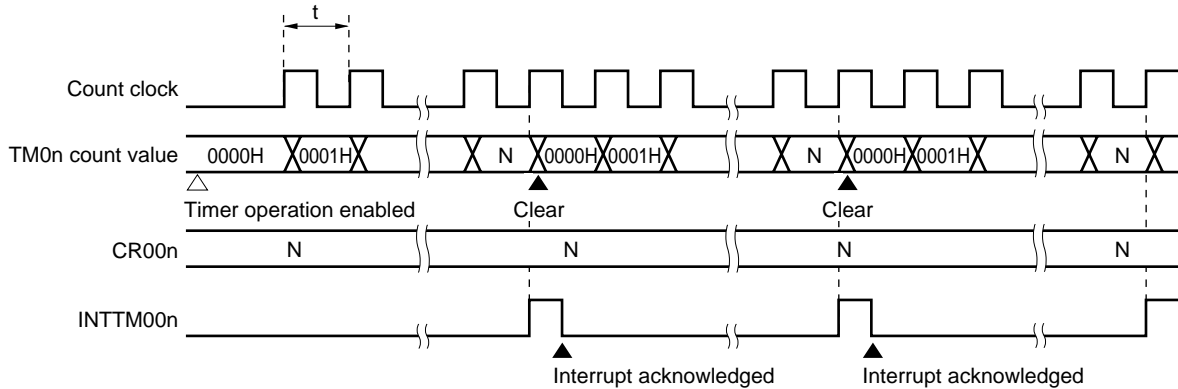 t
Count clock
TM0n count value 0000H 0001H N 0000H 0001H N 0000H 0001H N
Timer operation enabled Clear Clear
CR00n N N N N
INTTM00n
Interrupt acknowledged Interrupt acknowledged